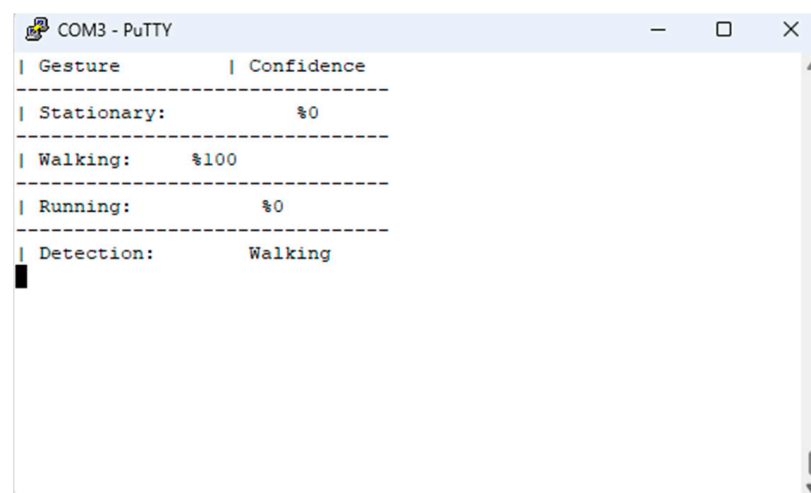 COM3 - PuTTY
| Gesture | Confidence
--------------------------------
| Stationary: %0
--------------------------------
| Walking: %100
--------------------------------
| Running: %0
--------------------------------
| Detection: Walking